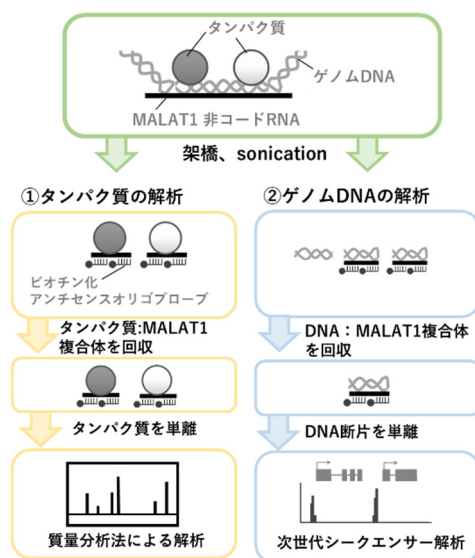 タンパク質
ゲノムDNA
MALAT1 非コードRNA
架橋、sonication
①タンパク質の解析
②ゲノムDNAの解析
ビオチン化
アンチセンスオリゴプローブ
タンパク質:MALAT1
複合体を回収
DNA：MALAT1複合体
を回収
タンパク質を単離
DNA断片を単離
質量分析法による解析
次世代シークエンサー解析